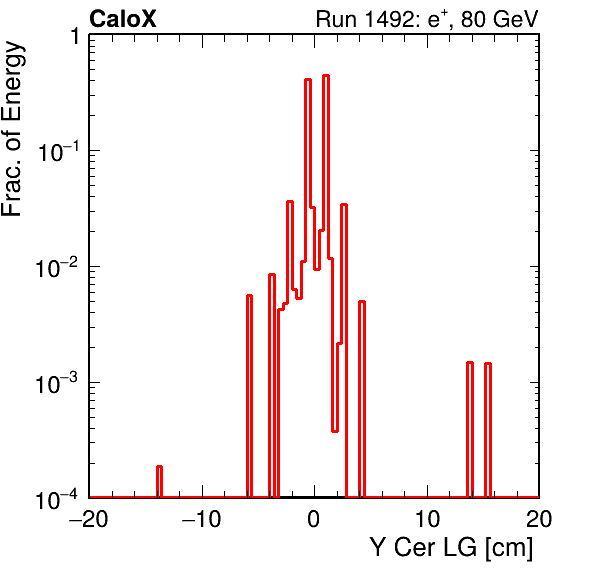 CaloX Run 1492: e⁺, 80 GeV
Frac. of Energy
1
10⁻¹
10⁻²
10⁻³
10⁻⁴
−20 −10 0 10 20
Y Cer LG [cm]